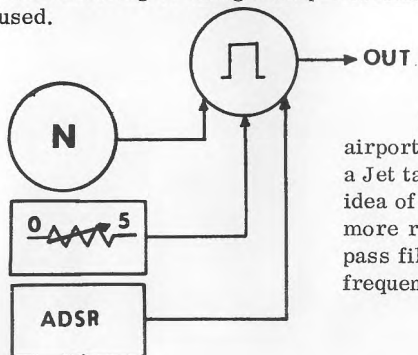 used.
OUT
N
0 5
ADSR
airport
a Jet ta
idea of
more r
pass fil
frequen